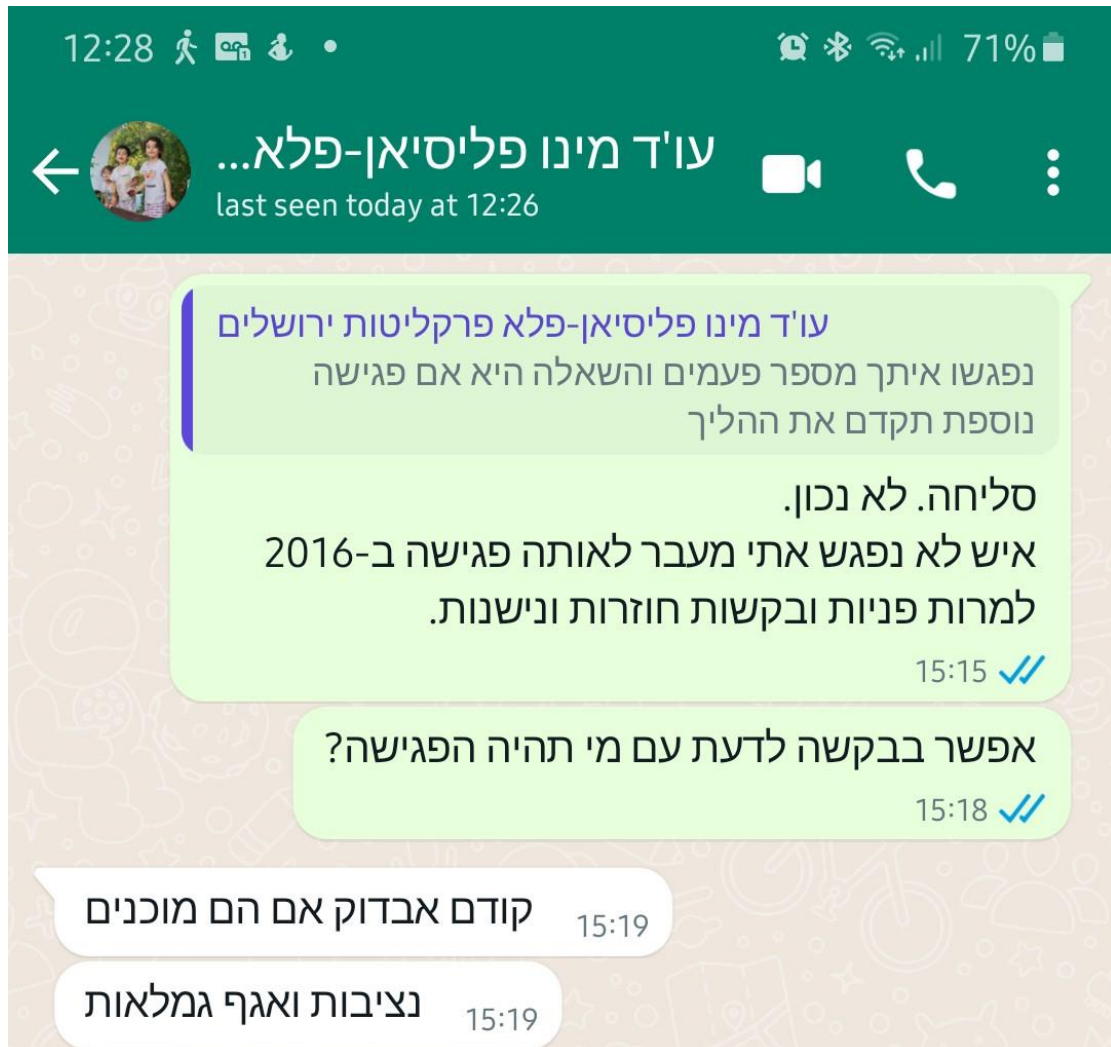 12:28
71%
עו'ד מינו פליסיאן-פלא...
last seen today at 12:26
עו'ד מינו פליסיאן-פלא פרקליטות ירושלים
נפגשו איתך מספר פעמים והשאלה היא אם פגישה
נוספת תקדם את ההליך
סליחה. לא נכון.
איש לא נפגש אתי מעבר לאותה פגישה ב-2016
למרות פניות ובקשות חוזרות ונישנות.
15:15
אפשר בבקשה לדעת עם מי תהיה הפגישה?
15:18
קודם אבדוק אם הם מוכנים
15:19
נציבות ואגף גמלאות
15:19